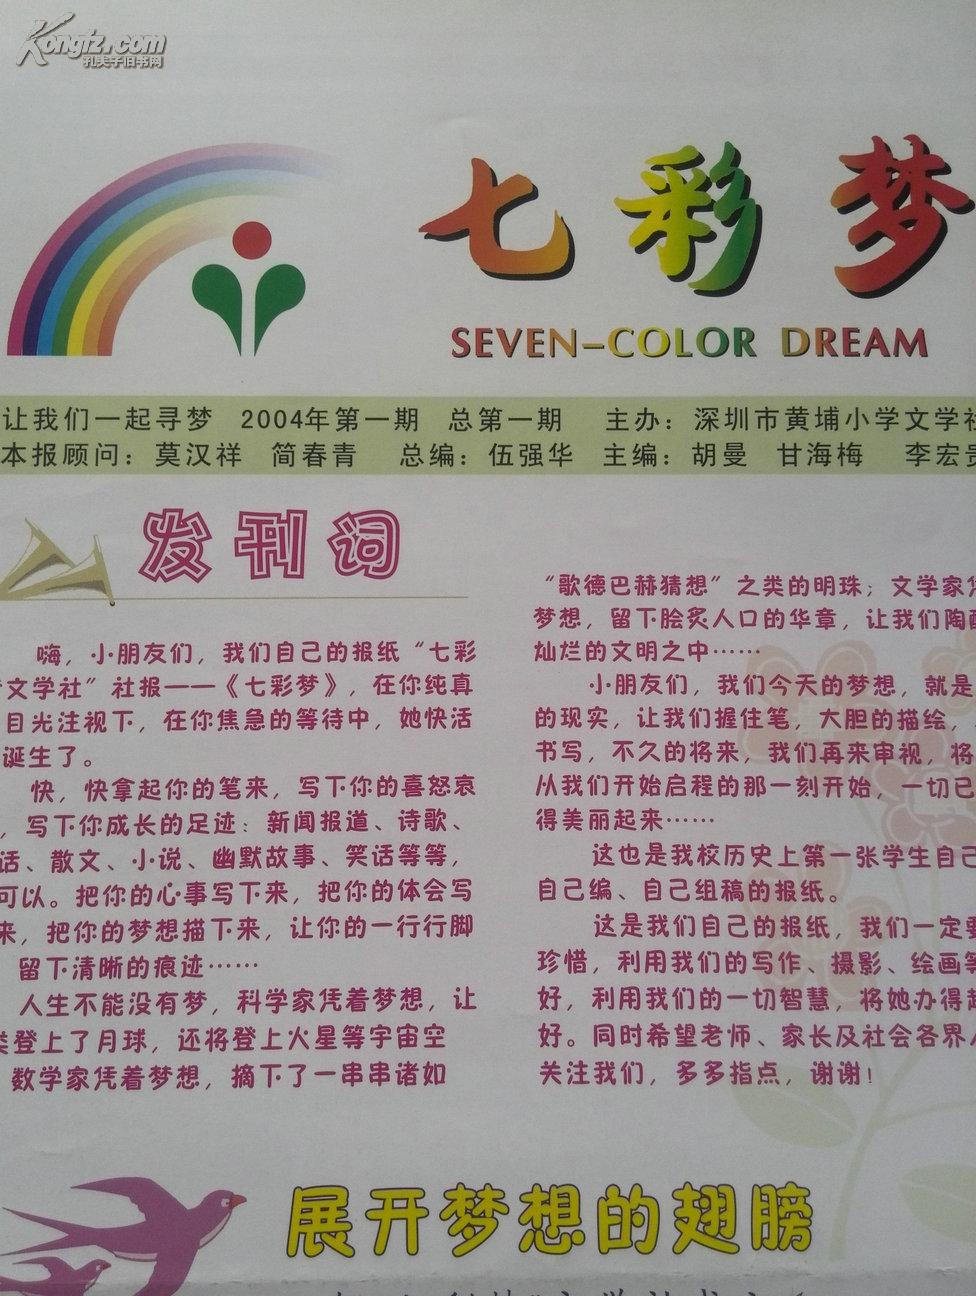 Kongfz.com
孔夫子旧书网
七彩梦
SEVEN-COLOR DREAM
让我们一起寻梦 2004年第一期 总第一期 主办：深圳市黄埔小学文学社
本报顾问：莫汉祥 简春青 总编：伍强华 主编：胡曼 甘海梅 李宏贵
发刊词
嗨，小朋友们，我们自己的报纸“七彩
文学社”社报——《七彩梦》，在你纯真
目光注视下，在你焦急的等待中，她快活
诞生了。
快，快拿起你的笔来，写下你的喜怒哀
，写下你成长的足迹：新闻报道、诗歌、
话、散文、小说、幽默故事、笑话等等，
可以。把你的心事写下来，把你的体会写
来，把你的梦想描下来，让你的一行行脚
留下清晰的痕迹……
人生不能没有梦，科学家凭着梦想，让
类登上了月球，还将登上火星等宇宙空
数学家凭着梦想，摘下了一串串诸如
“歌德巴赫猜想”之类的明珠；文学家凭
梦想，留下脍炙人口的华章，让我们陶醉
灿烂的文明之中……
小朋友们，我们今天的梦想，就是
的现实，让我们握住笔，大胆的描绘，
书写，不久的将来，我们再来审视，将
从我们开始启程的那一刻开始，一切已
得美丽起来……
这也是我校历史上第一张学生自己
自己编、自己组稿的报纸。
这是我们自己的报纸，我们一定要
珍惜，利用我们的写作、摄影、绘画等
好，利用我们的一切智慧，将她办得越
好。同时希望老师、家长及社会各界人
关注我们，多多指点，谢谢！
展开梦想的翅膀